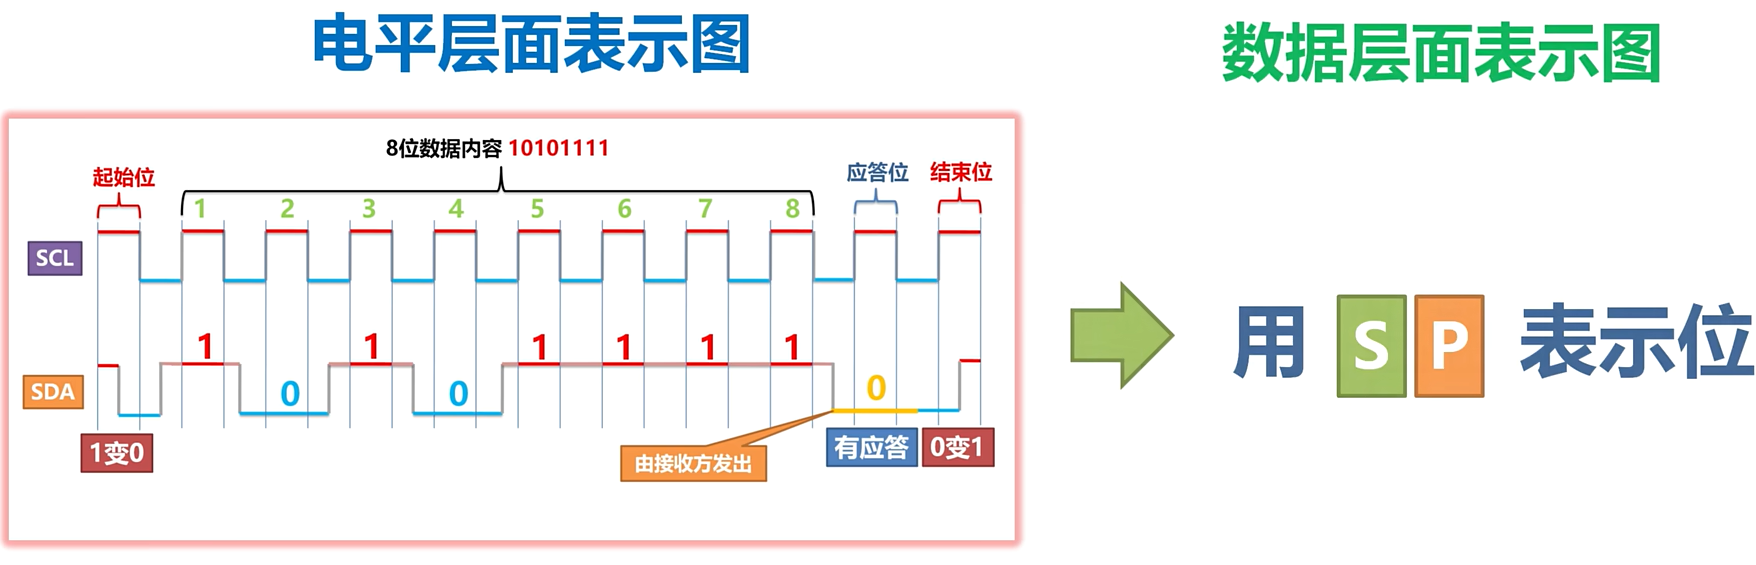 电平层面表示图
数据层面表示图
8位数据内容 10101111
起始位
应答位
结束位
1 2 3 4 5 6 7 8
SCL
1 1 1 1 1 1
SDA
0 0 0
1变0
由接收方发出
有应答
0变1
用 S P 表示位